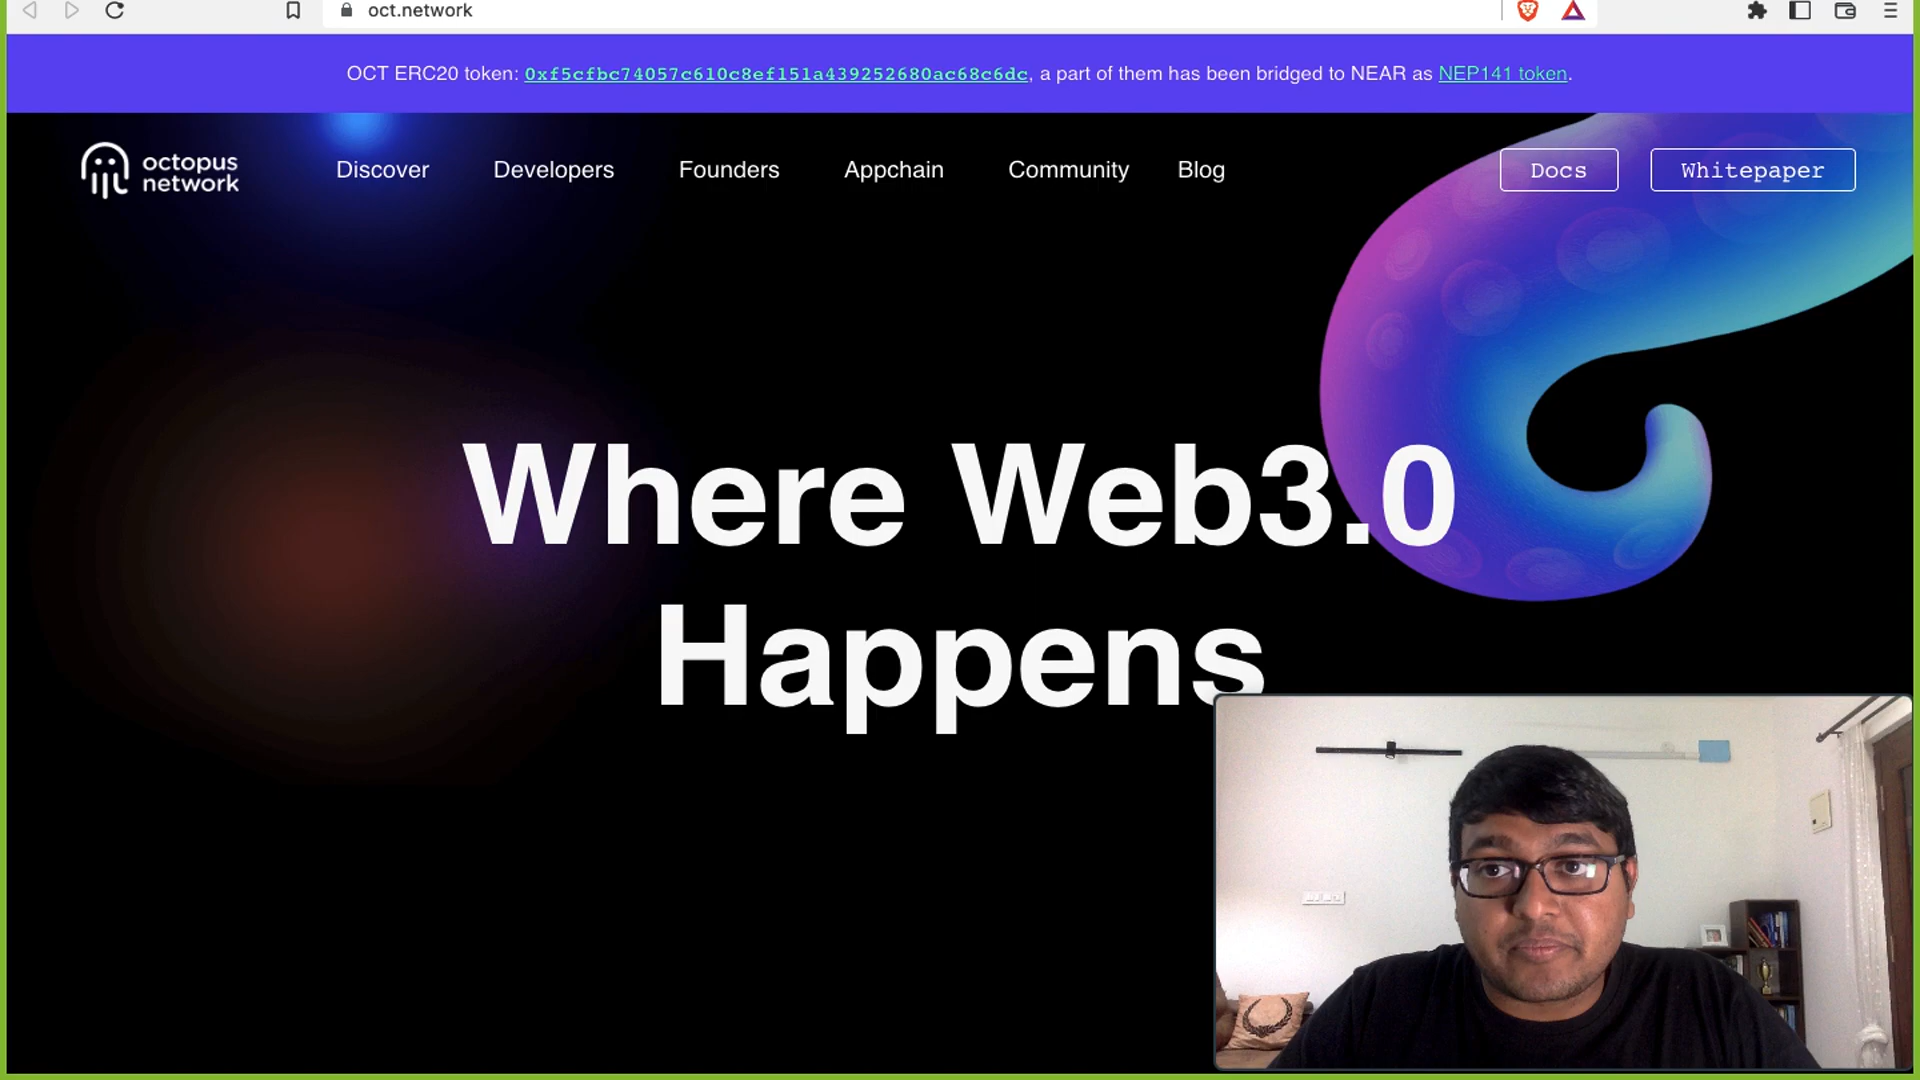 oct.network
OCT ERC20 token: 0xf5cfbc74057c610c8ef151a439252680ac68c6dc, a part of them has been bridged to NEAR as NEP141 token.
octopus
network
Discover
Developers
Founders
Appchain
Community
Blog
Docs
Whitepaper
Where Web3.0
Happens